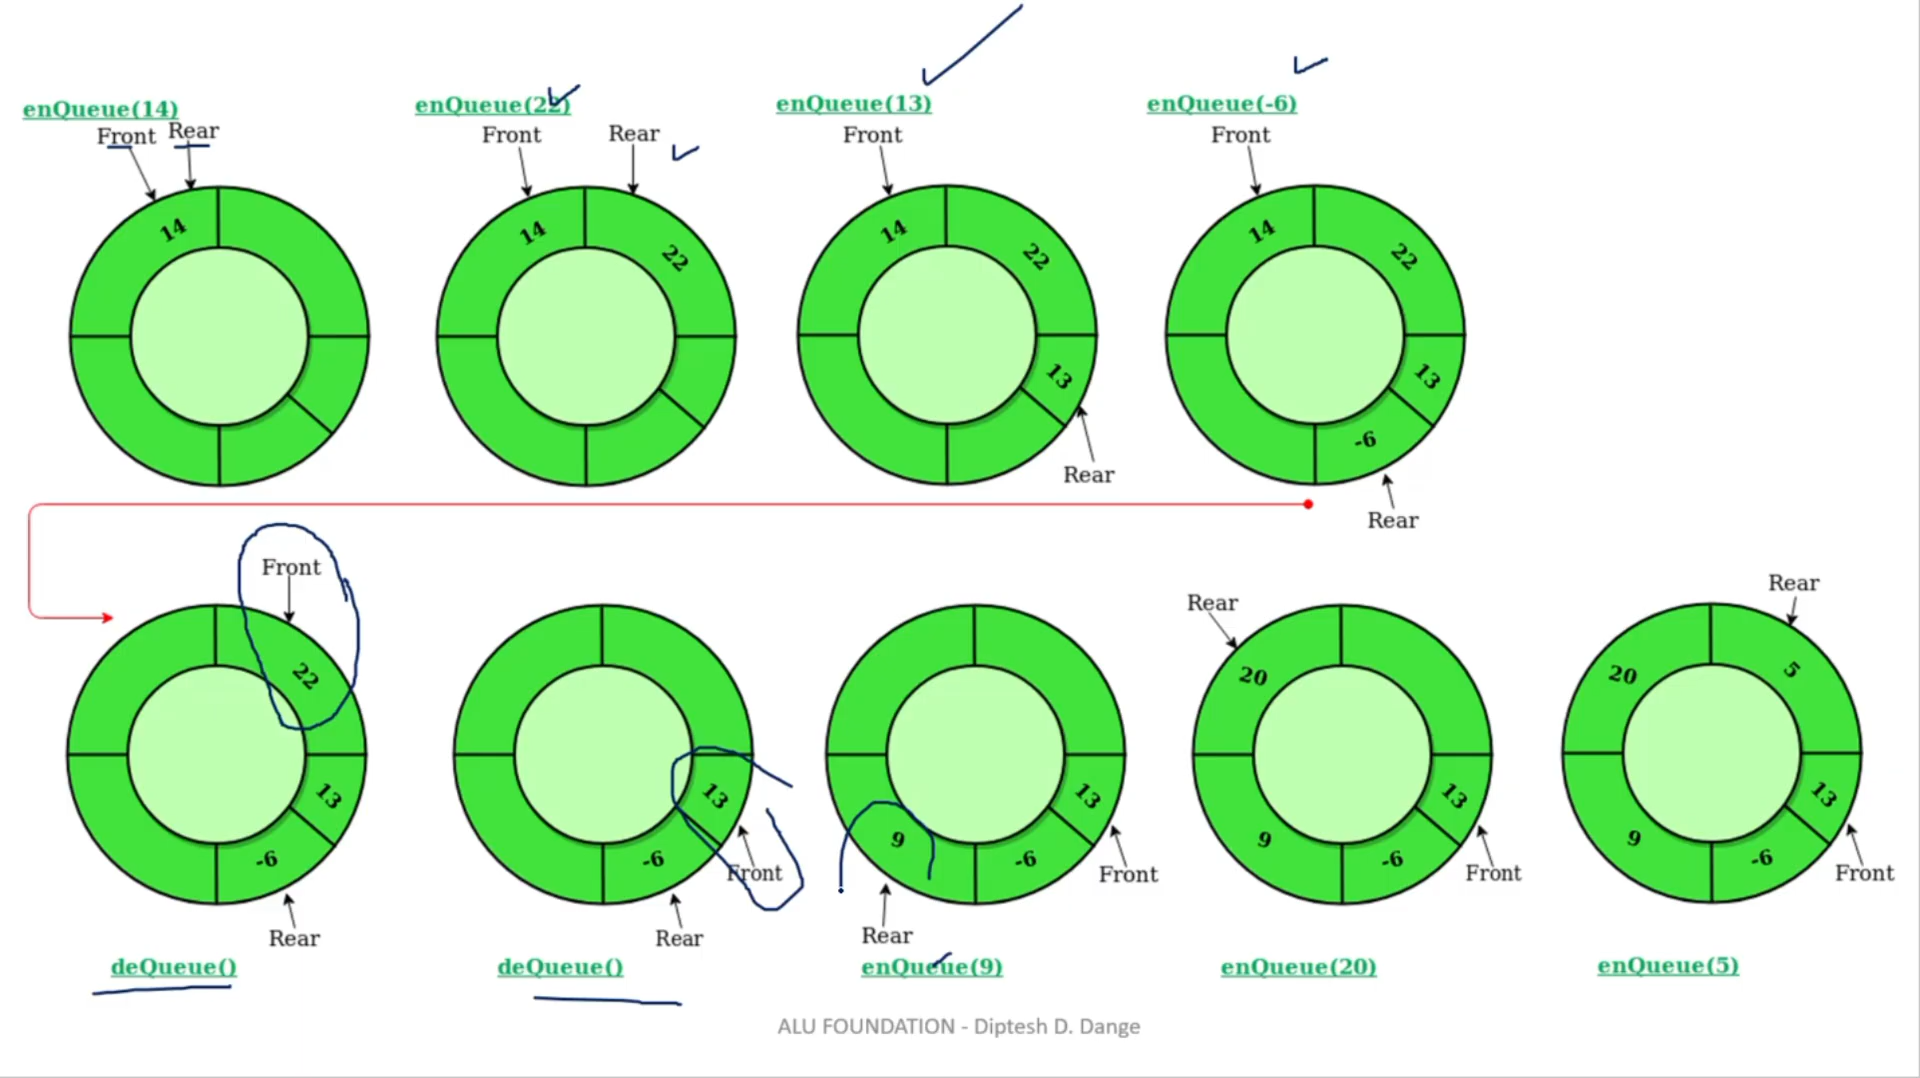 enQueue(14)
Front Rear
14
enQueue(22)
Front Rear
14
22
enQueue(13)
Front
14
22
13
Rear
enQueue(-6)
Front
14
22
13
-6
Rear
Front
22
13
-6
Rear
deQueue()
13
-6
Front
Rear
deQueue()
13
9
-6
Front
Rear
enQueue(9)
Rear
20
13
9
-6
Front
enQueue(20)
Rear
20
5
13
9
-6
Front
enQueue(5)
ALU FOUNDATION - Diptesh D. Dange